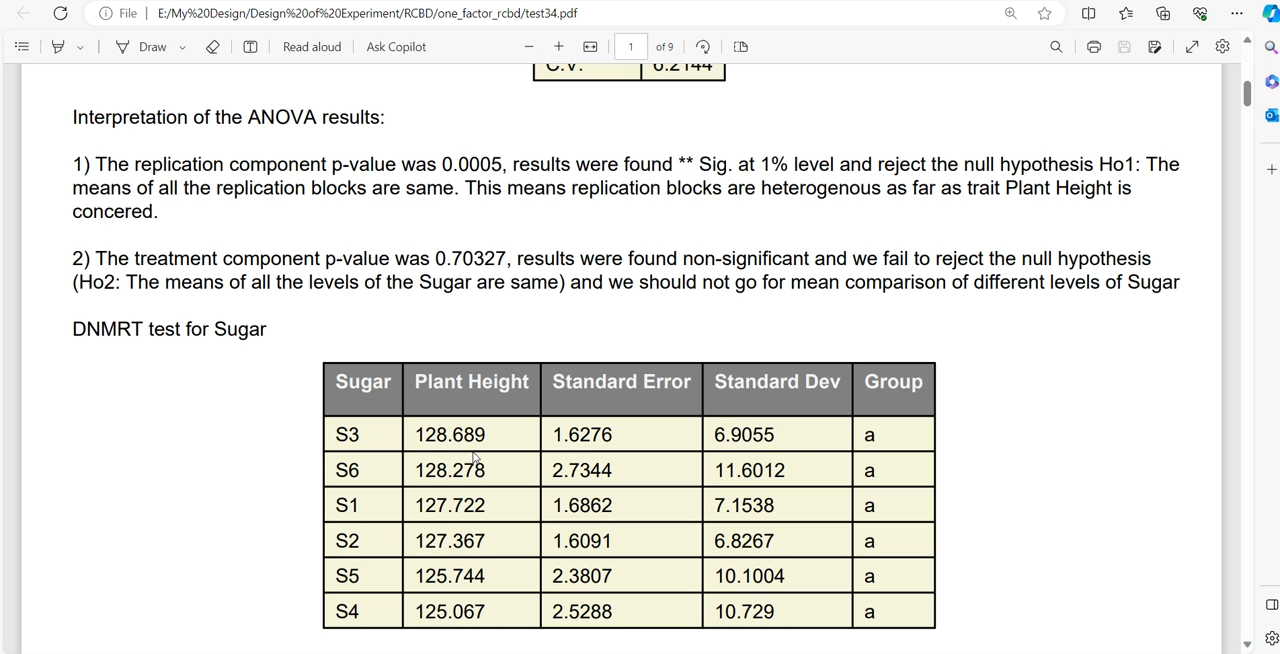 File | E:/My%20Design/Design%20of%20Experiment/RCBD/one_factor_rcbd/test34.pdf
Draw Read aloud Ask Copilot 1 of 9
C.V. 6.2144
Interpretation of the ANOVA results:
1) The replication component p-value was 0.0005, results were found ** Sig. at 1% level and reject the null hypothesis Ho1: The
means of all the replication blocks are same. This means replication blocks are heterogenous as far as trait Plant Height is
concered.
2) The treatment component p-value was 0.70327, results were found non-significant and we fail to reject the null hypothesis
(Ho2: The means of all the levels of the Sugar are same) and we should not go for mean comparison of different levels of Sugar
DNMRT test for Sugar
Sugar Plant Height Standard Error Standard Dev Group
S3 128.689 1.6276 6.9055 a
S6 128.278 2.7344 11.6012 a
S1 127.722 1.6862 7.1538 a
S2 127.367 1.6091 6.8267 a
S5 125.744 2.3807 10.1004 a
S4 125.067 2.5288 10.729 a